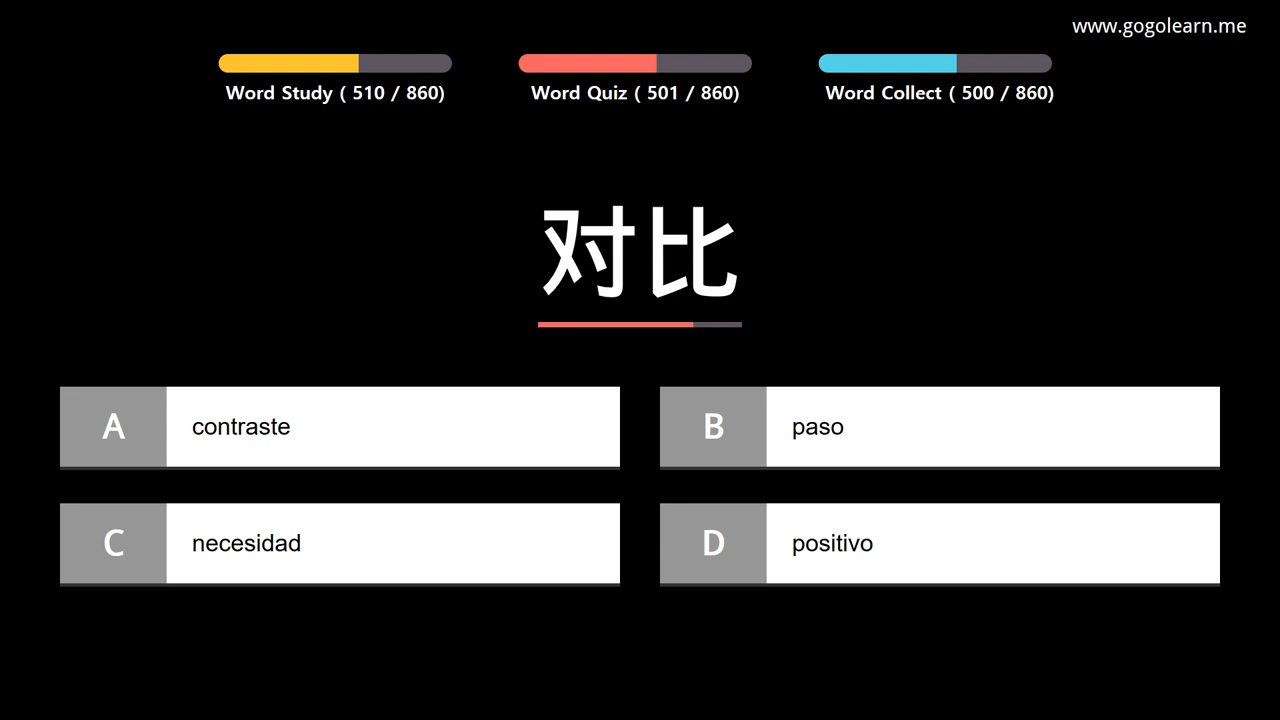 www.gogolearn.me
Word Study ( 510 / 860)
Word Quiz ( 501 / 860)
Word Collect ( 500 / 860)
对比
A contraste
B paso
C necesidad
D positivo